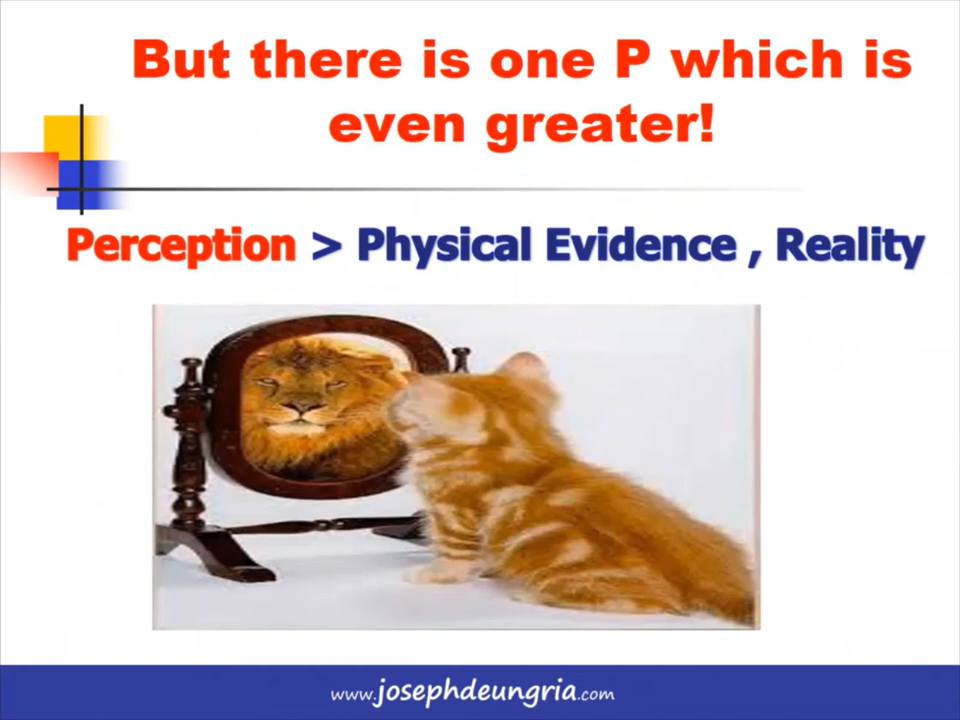 But there is one P which is
even greater!
Perception > Physical Evidence , Reality
www.josephdeungria.com